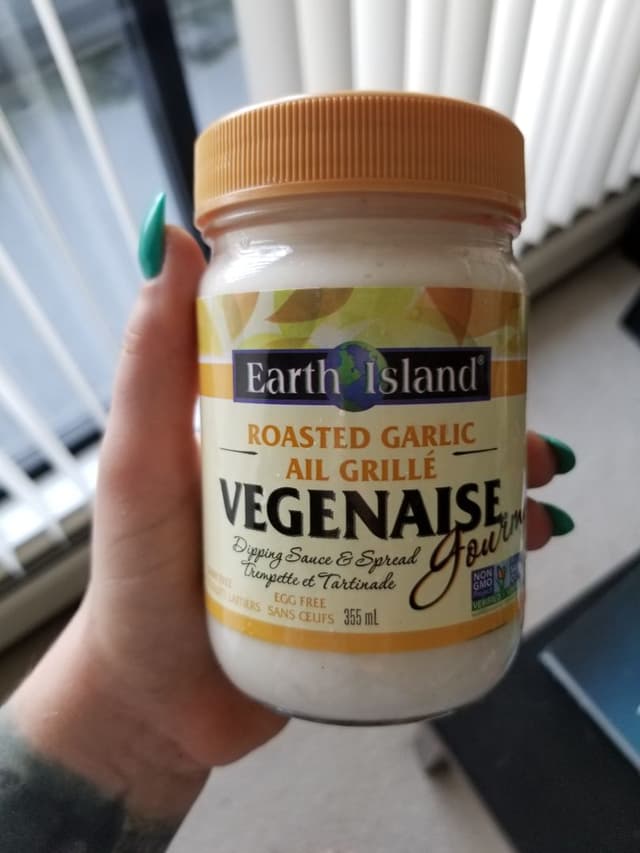 Earth Island®
ROASTED GARLIC
AIL GRILLÉ
VEGENAISE
Dipping Sauce & Spread
Trempette et Tartinade
EGG FREE
LAITIERS SANS ŒUFS 355 mL
NON
GMO